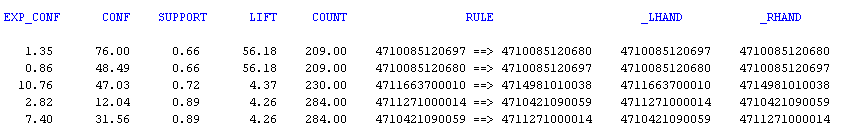 EXP_CONF CONF SUPPORT LIFT COUNT RULE _LHAND _RHAND
1.35 76.00 0.66 56.18 209.00 4710085120697 ==> 4710085120680 4710085120697 4710085120680
0.86 48.49 0.66 56.18 209.00 4710085120680 ==> 4710085120697 4710085120680 4710085120697
10.76 47.03 0.72 4.37 230.00 4711663700010 ==> 4714981010038 4711663700010 4714981010038
2.82 12.04 0.89 4.26 284.00 4711271000014 ==> 4710421090059 4711271000014 4710421090059
7.40 31.56 0.89 4.26 284.00 4710421090059 ==> 4711271000014 4710421090059 4711271000014